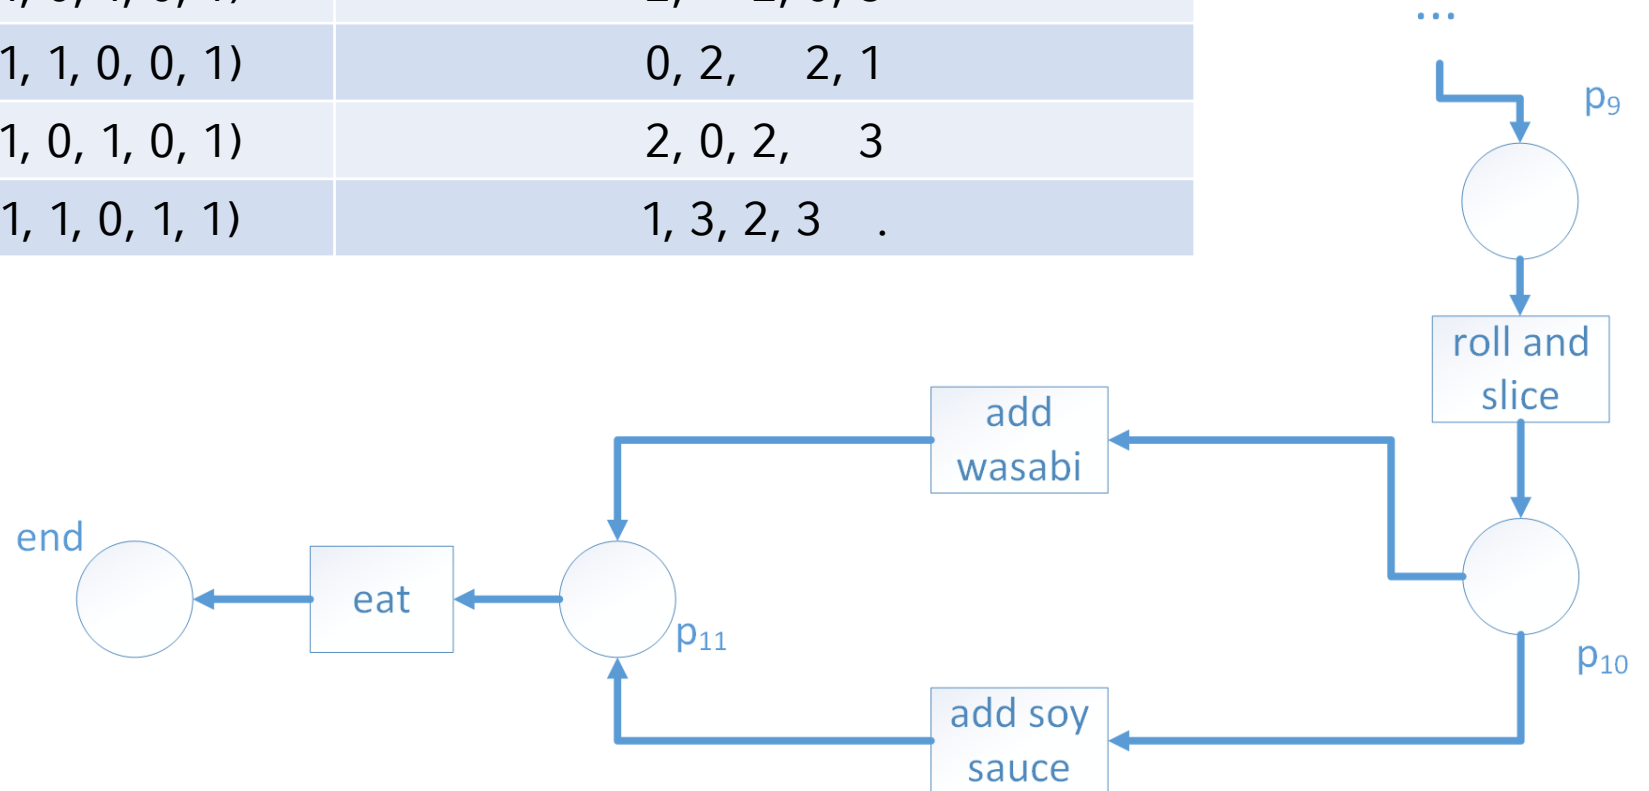 ...
1, 1, 0, 0, 1) 0, 2, 2, 1
p9
1, 0, 1, 0, 1) 2, 0, 2, 3
1, 1, 0, 1, 1) 1, 3, 2, 3 .
roll and
slice
add
wasabi
end
eat
p11
p10
add soy
sauce